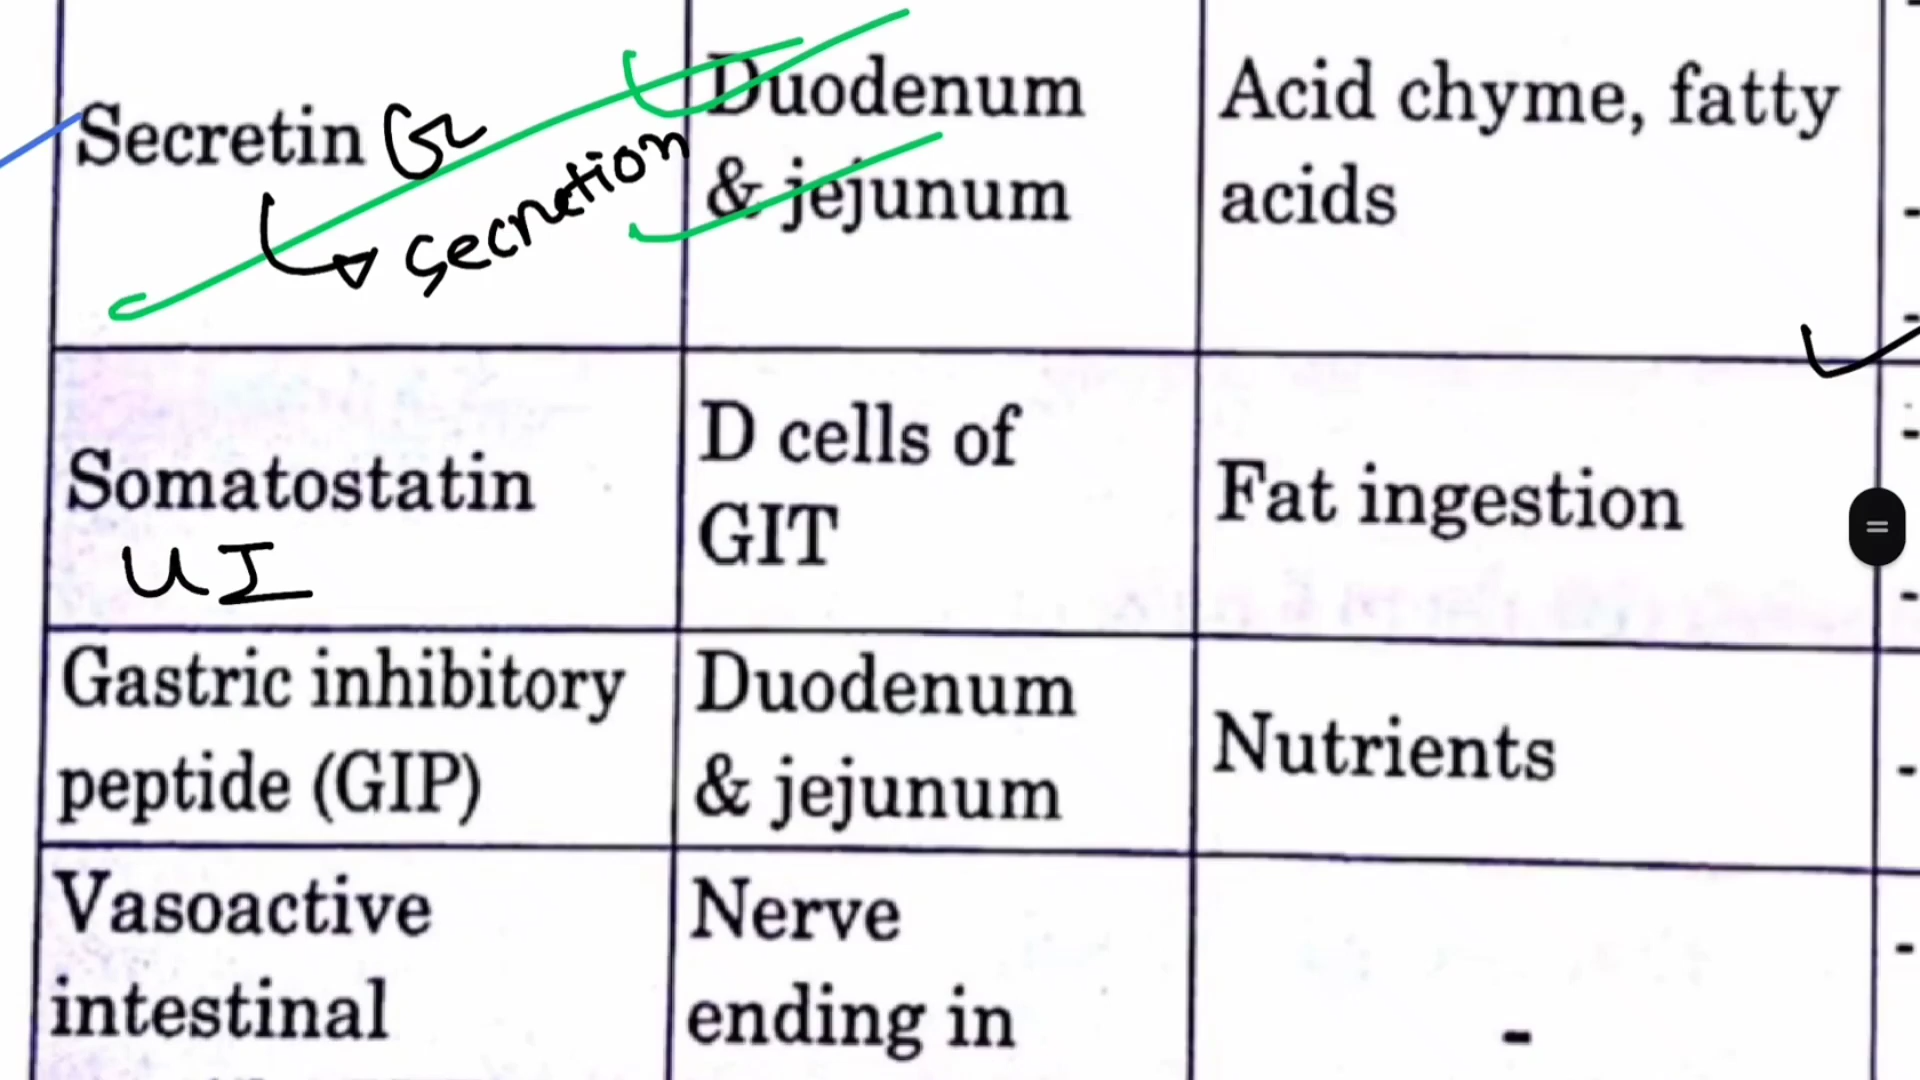 Secretin
secretion
Duodenum
& jejunum
Acid chyme, fatty
acids
Somatostatin
UI
D cells of
GIT
Fat ingestion
Gastric inhibitory
peptide (GIP)
Duodenum
& jejunum
Nutrients
Vasoactive
intestinal
Nerve
ending in
-